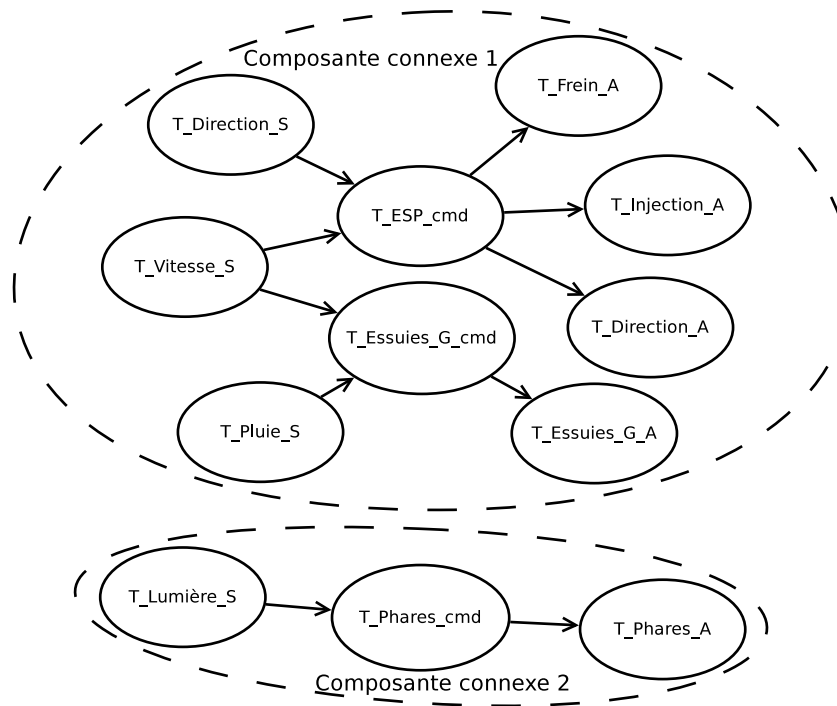 Composante connexe 1
T_Frein_A
T_Direction_S
T_Injection_A
T_ESP_cmd
T_Vitesse_S
T_Direction_A
T_Essuies_G_cmd
T_Pluie_S
T_Essuies_G_A
T_Lumière_S
T_Phares_cmd
T_Phares_A
Composante connexe 2